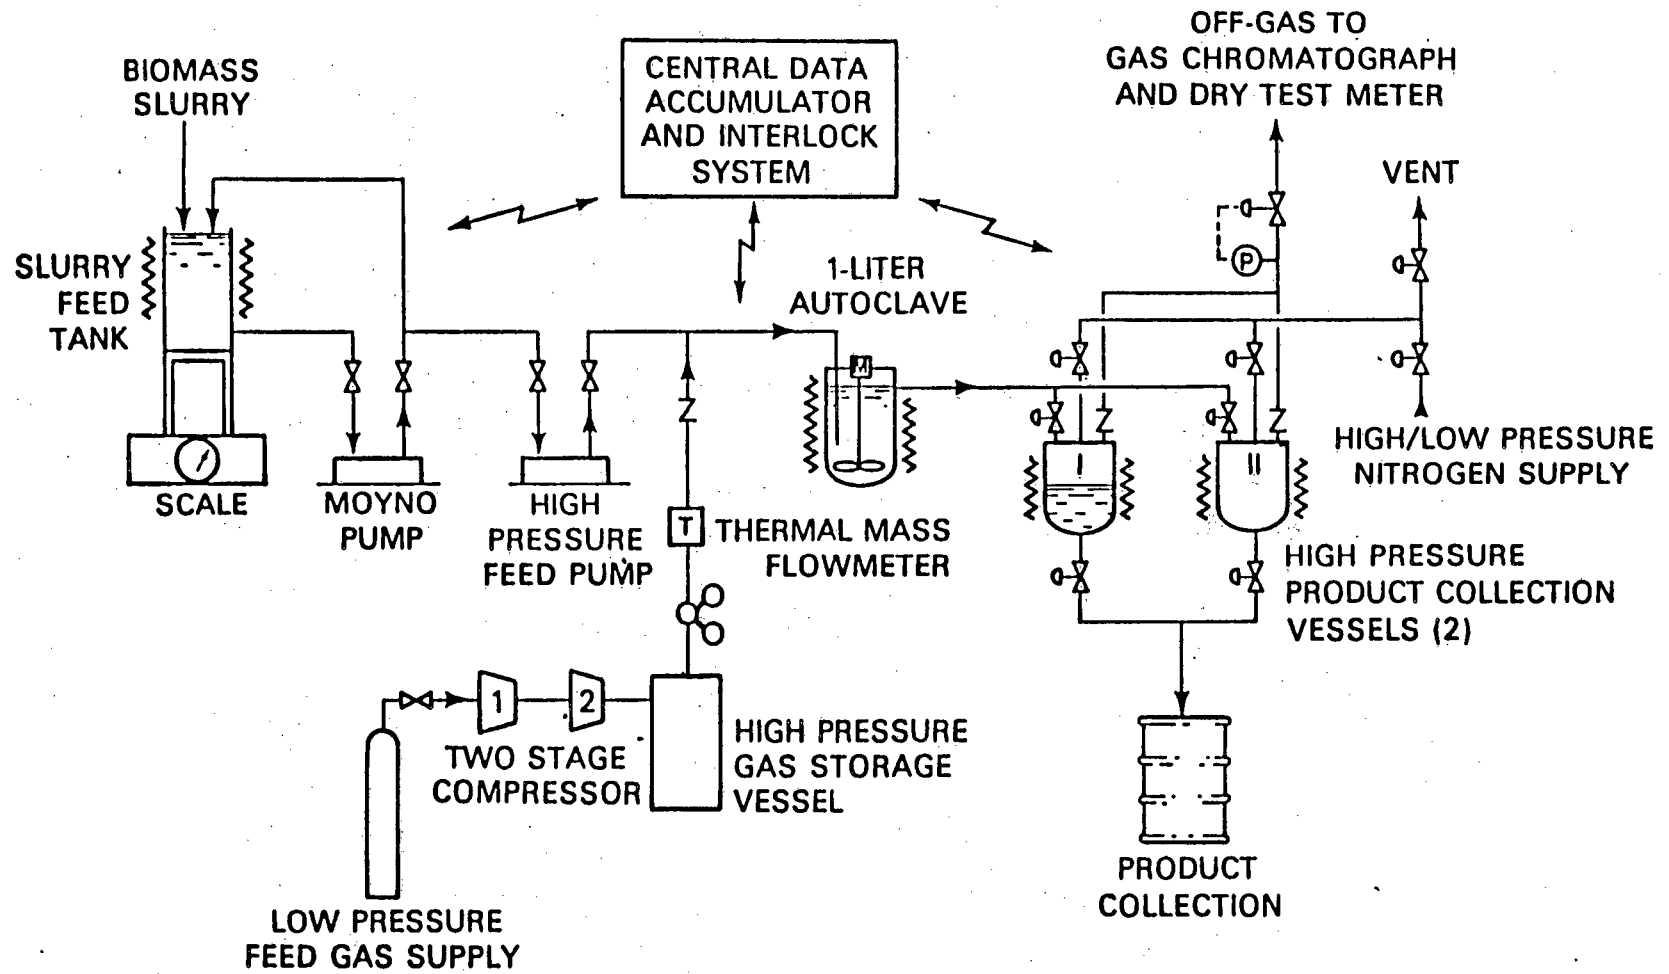 BIOMASS
SLURRY
CENTRAL DATA
ACCUMULATOR
AND INTERLOCK
SYSTEM
OFF-GAS TO
GAS CHROMATOGRAPH
AND DRY TEST METER
VENT
SLURRY
FEED
TANK
P
1-LITER
AUTOCLAVE
M
I
II
HIGH/LOW PRESSURE
NITROGEN SUPPLY
SCALE
MOYNO
PUMP
HIGH
PRESSURE
FEED PUMP
T
THERMAL MASS
FLOWMETER
HIGH PRESSURE
PRODUCT COLLECTION
VESSELS (2)
1
2
TWO STAGE
COMPRESSOR
HIGH PRESSURE
GAS STORAGE
VESSEL
LOW PRESSURE
FEED GAS SUPPLY
PRODUCT
COLLECTION